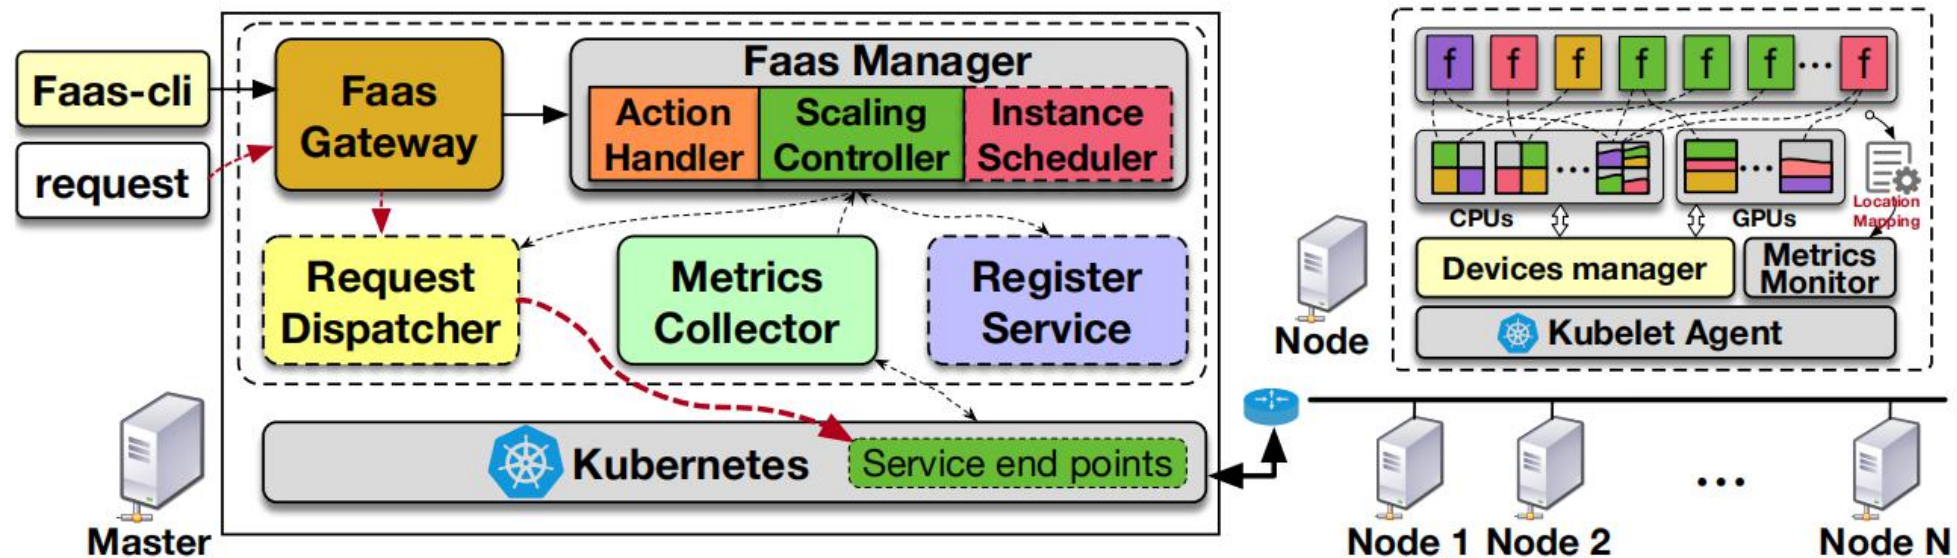 Faas-cli
request
Faas
Gateway
Faas Manager
Action
Handler
Scaling
Controller
Instance
Scheduler
Request
Dispatcher
Metrics
Collector
Register
Service
Kubernetes
Service end points
Master
f f f f f f ... f
...
...
CPUs
GPUs
Location
Mapping
Devices manager
Metrics
Monitor
Kubelet Agent
Node
Node 1
Node 2
...
Node N